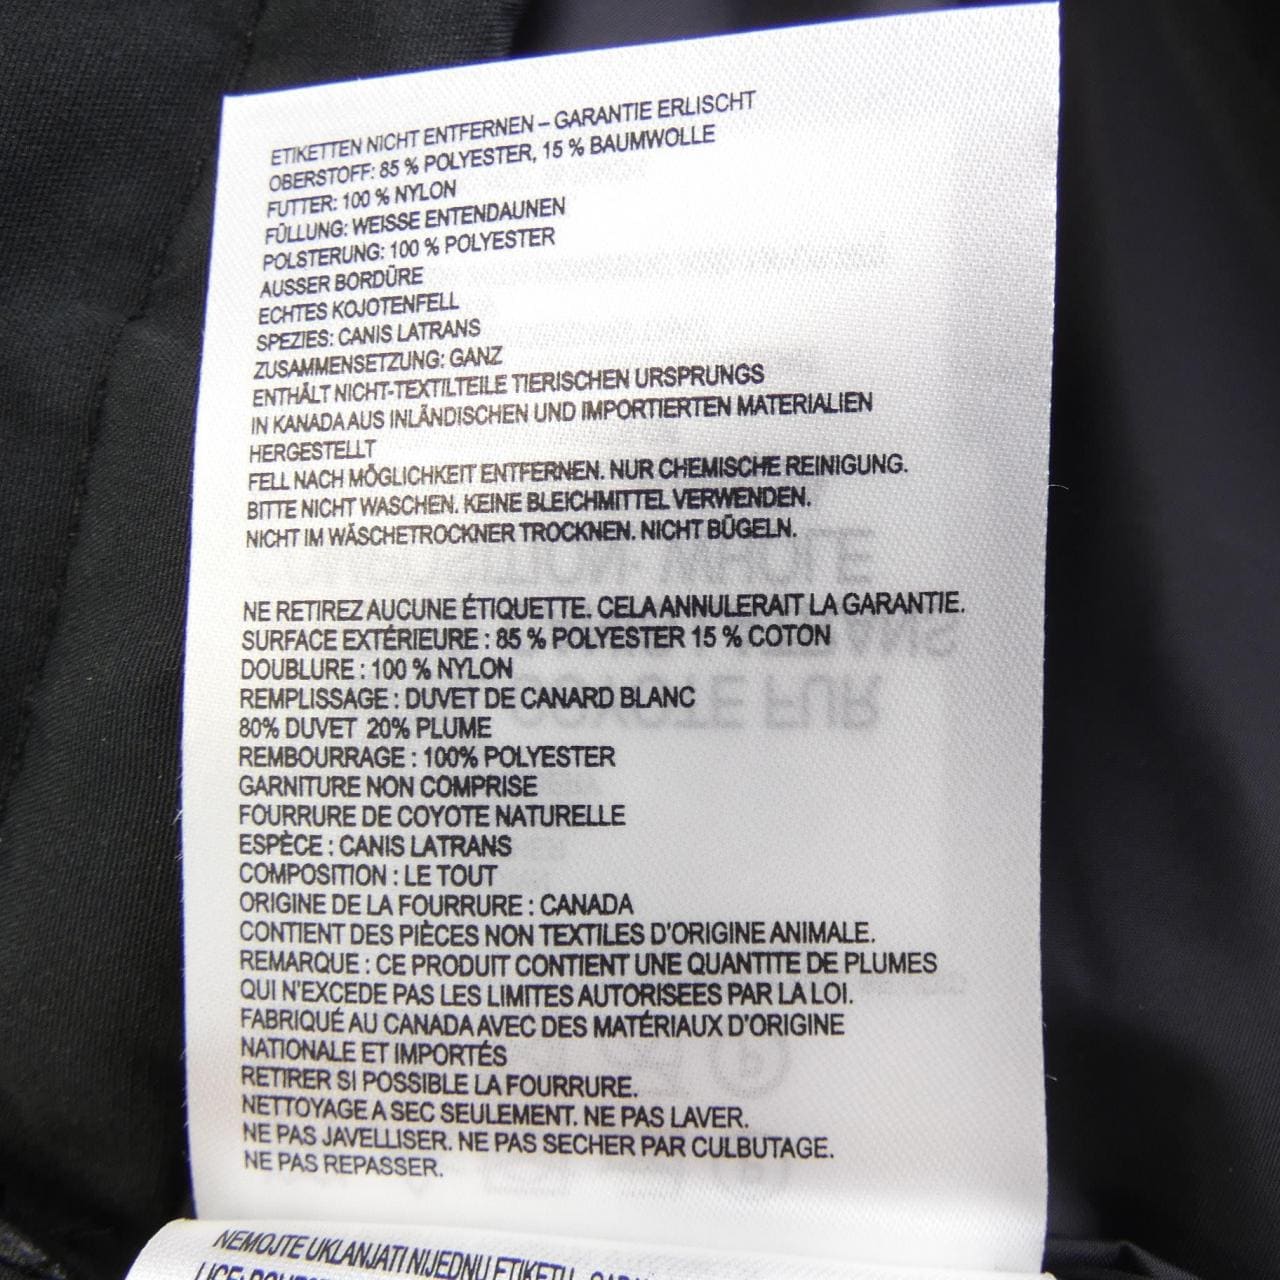 ETIKETTEN NICHT ENTFERNEN – GARANTIE ERLISCHT
OBERSTOFF: 85 % POLYESTER, 15 % BAUMWOLLE
FUTTER: 100 % NYLON
FÜLLUNG: WEISSE ENTENDAUNEN
POLSTERUNG: 100 % POLYESTER
AUSSER BORDÜRE
ECHTES KOJOTENFELL
SPEZIES: CANIS LATRANS
ZUSAMMENSETZUNG: GANZ
ENTHÄLT NICHT-TEXTILTEILE TIERISCHEN URSPRUNGS
IN KANADA AUS INLÄNDISCHEN UND IMPORTIERTEN MATERIALIEN
HERGESTELLT
FELL NACH MÖGLICHKEIT ENTFERNEN. NUR CHEMISCHE REINIGUNG.
BITTE NICHT WASCHEN. KEINE BLEICHMITTEL VERWENDEN.
NICHT IM WÄSCHETROCKNER TROCKNEN. NICHT BÜGELN.
NE RETIREZ AUCUNE ÉTIQUETTE. CELA ANNULERAIT LA GARANTIE.
SURFACE EXTÉRIEURE : 85 % POLYESTER 15 % COTON
DOUBLURE : 100 % NYLON
REMPLISSAGE : DUVET DE CANARD BLANC
80% DUVET 20% PLUME
REMBOURRAGE : 100% POLYESTER
GARNITURE NON COMPRISE
FOURRURE DE COYOTE NATURELLE
ESPÈCE : CANIS LATRANS
COMPOSITION : LE TOUT
ORIGINE DE LA FOURRURE : CANADA
CONTIENT DES PIÈCES NON TEXTILES D'ORIGINE ANIMALE.
REMARQUE : CE PRODUIT CONTIENT UNE QUANTITE DE PLUMES
QUI N'EXCEDE PAS LES LIMITES AUTORISEES PAR LA LOI.
FABRIQUÉ AU CANADA AVEC DES MATÉRIAUX D'ORIGINE
NATIONALE ET IMPORTÉS
RETIRER SI POSSIBLE LA FOURRURE.
NETTOYAGE A SEC SEULEMENT. NE PAS LAVER.
NE PAS JAVELLISER. NE PAS SECHER PAR CULBUTAGE.
NE PAS REPASSER.
NEMOJTE UKLANJATI NIJEDNU ETIKETU